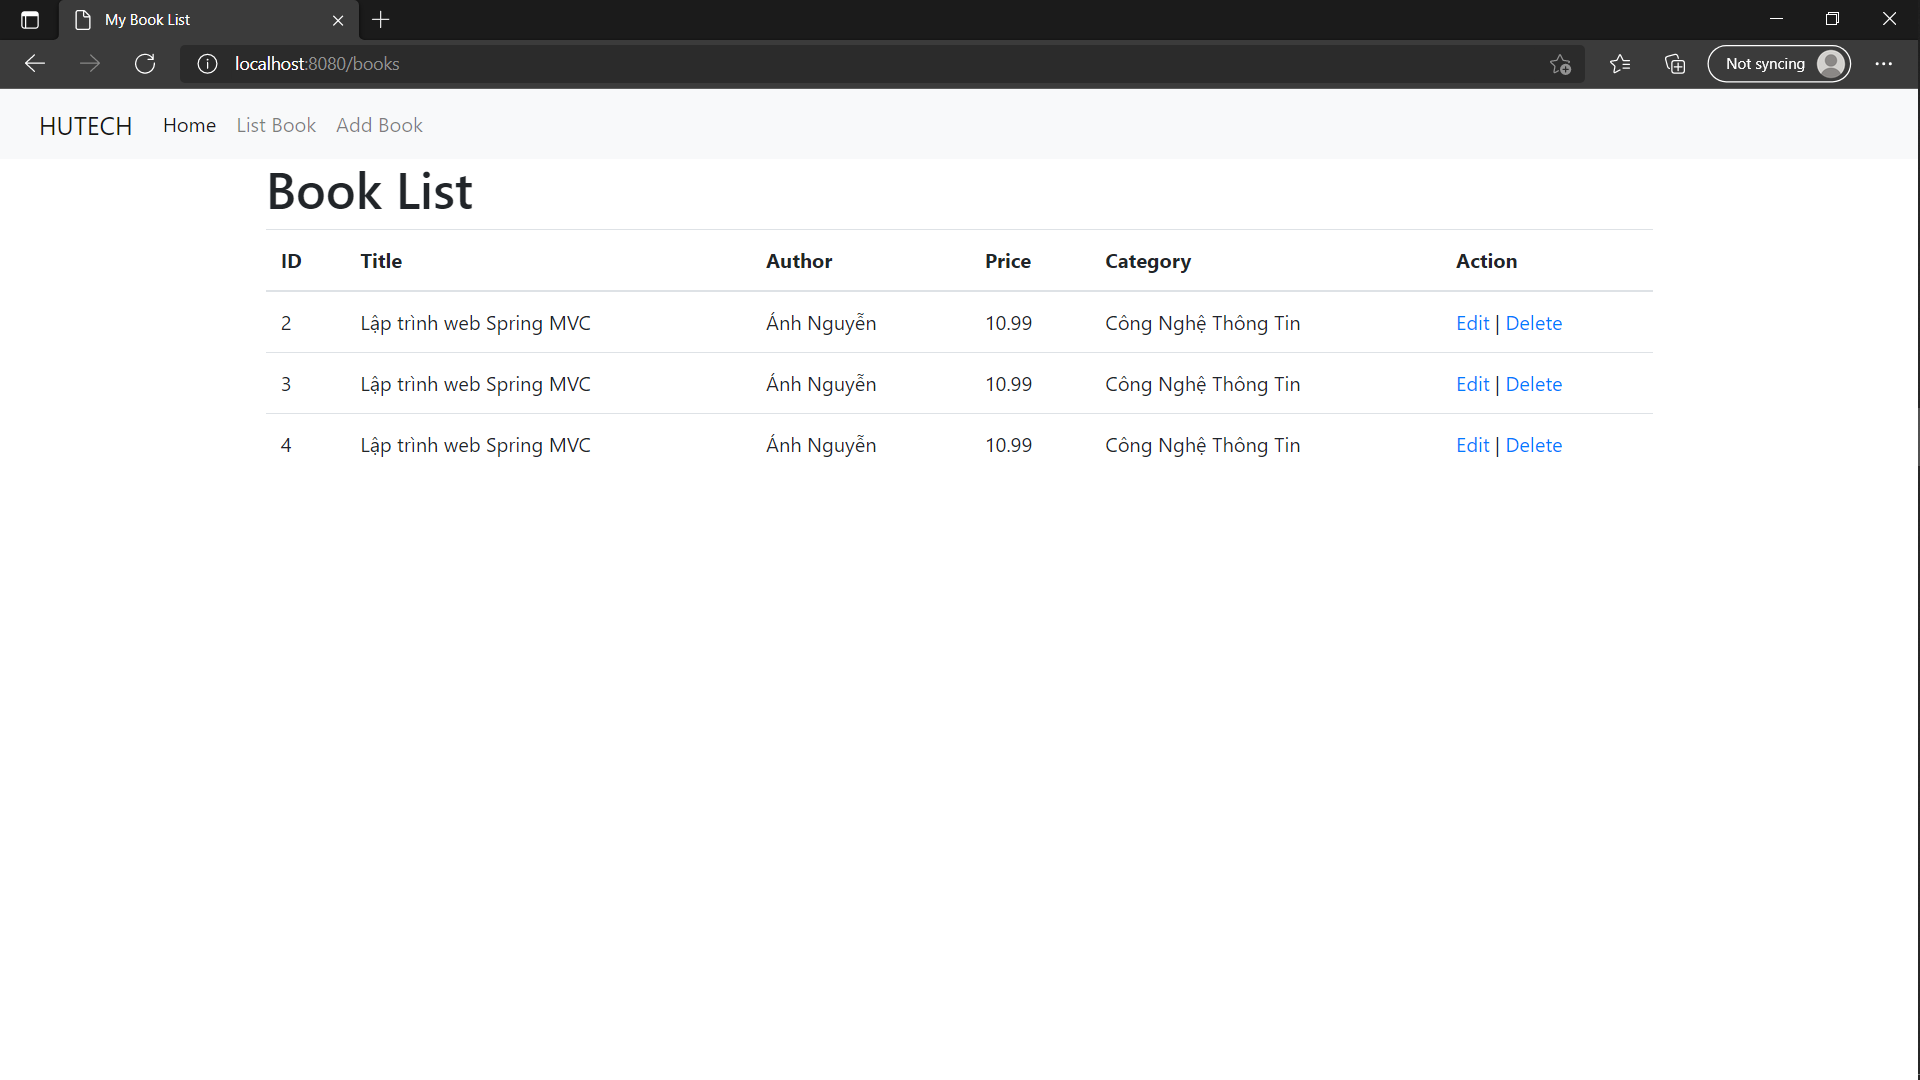 My Book List
localhost:8080/books
Not syncing
HUTECH Home List Book Add Book
Book List
ID Title Author Price Category Action
2 Lập trình web Spring MVC Ánh Nguyễn 10.99 Công Nghệ Thông Tin Edit | Delete
3 Lập trình web Spring MVC Ánh Nguyễn 10.99 Công Nghệ Thông Tin Edit | Delete
4 Lập trình web Spring MVC Ánh Nguyễn 10.99 Công Nghệ Thông Tin Edit | Delete